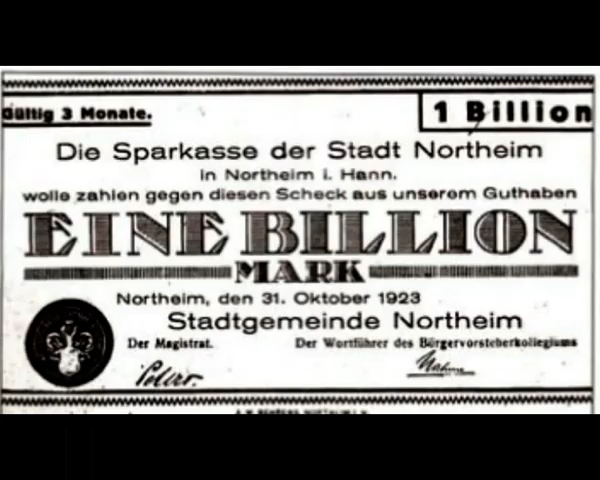 Gültig 3 Monate.
1 Billion
Die Sparkasse der Stadt Northeim
in Northeim i. Hann.
wolle zahlen gegen diesen Scheck aus unserem Guthaben
EINE BILLION
MARK
Northeim, den 31. Oktober 1923
Stadtgemeinde Northeim
Der Magistrat.
Der Wortführer des Bürgervorsteherkollegiums